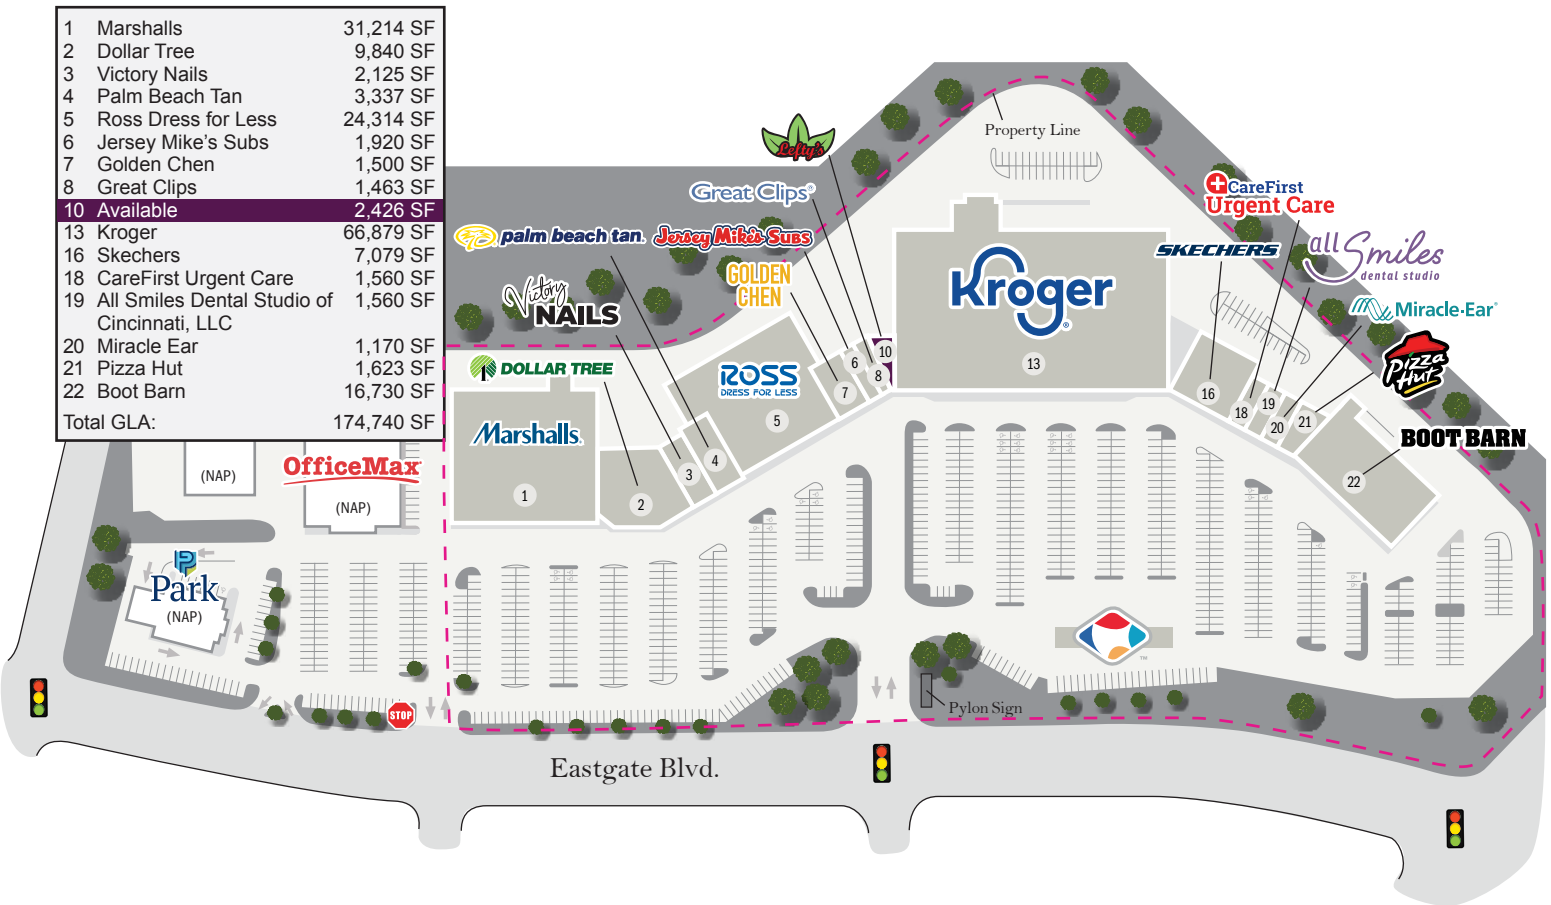 1 Marshalls 31,214 SF
2 Dollar Tree 9,840 SF
3 Victory Nails 2,125 SF
4 Palm Beach Tan 3,337 SF
5 Ross Dress for Less 24,314 SF
6 Jersey Mike's Subs 1,920 SF
7 Golden Chen 1,500 SF
8 Great Clips 1,463 SF
10 Available 2,426 SF
13 Kroger 66,879 SF
16 Skechers 7,079 SF
18 CareFirst Urgent Care 1,560 SF
19 All Smiles Dental Studio of 1,560 SF
Cincinnati, LLC
20 Miracle Ear 1,170 SF
21 Pizza Hut 1,623 SF
22 Boot Barn 16,730 SF
Total GLA: 174,740 SF
Property Line
Lefty's
Great Clips®
palm beach tan.
Jersey Mike's Subs
GOLDEN
CHEN
Victory
NAILS
DOLLAR TREE
1
ROSS
DRESS FOR LESS
Marshalls.
Kroger
®
CareFirst
Urgent Care
SKECHERS
all Smiles
dental studio
Miracle-Ear®
Pizza
Hut
BOOT BARN
1
2
3
4
5
6
7
8
10
13
16
18
19
20
21
22
(NAP)
OfficeMax
(NAP)
P
Park
(NAP)
STOP
TM
Pylon Sign
Eastgate Blvd.